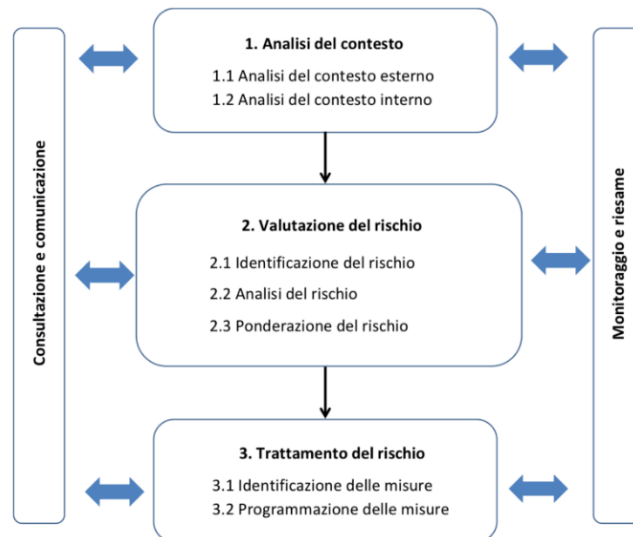 1. Analisi del contesto
1.1 Analisi del contesto esterno
1.2 Analisi del contesto interno
Consultazione e comunicazione
2. Valutazione del rischio
2.1 Identificazione del rischio
2.2 Analisi del rischio
2.3 Ponderazione del rischio
Monitoraggio e riesame
3. Trattamento del rischio
3.1 Identificazione delle misure
3.2 Programmazione delle misure